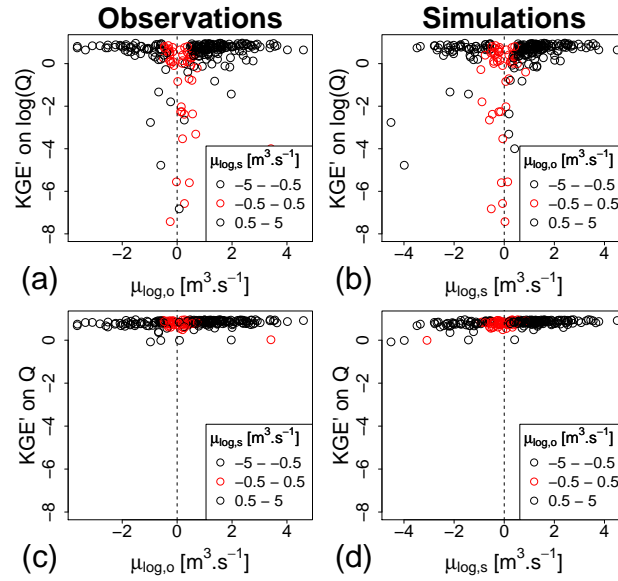 Observations Simulations
KGE' on log(Q)
0
−2
−4
−6
−8
μlog,s [m³.s⁻¹]
−5 − −0.5
−0.5 − 0.5
0.5 − 5
−2 0 2 4
(a) μlog,o [m³.s⁻¹]
KGE' on log(Q)
0
−2
−4
−6
−8
μlog,o [m³.s⁻¹]
−5 − −0.5
−0.5 − 0.5
0.5 − 5
−4 −2 0 2 4
(b) μlog,s [m³.s⁻¹]
KGE' on Q
0
−2
−4
−6
−8
μlog,s [m³.s⁻¹]
−5 − −0.5
−0.5 − 0.5
0.5 − 5
−2 0 2 4
(c) μlog,o [m³.s⁻¹]
KGE' on Q
0
−2
−4
−6
−8
μlog,o [m³.s⁻¹]
−5 − −0.5
−0.5 − 0.5
0.5 − 5
−4 −2 0 2 4
(d) μlog,s [m³.s⁻¹]